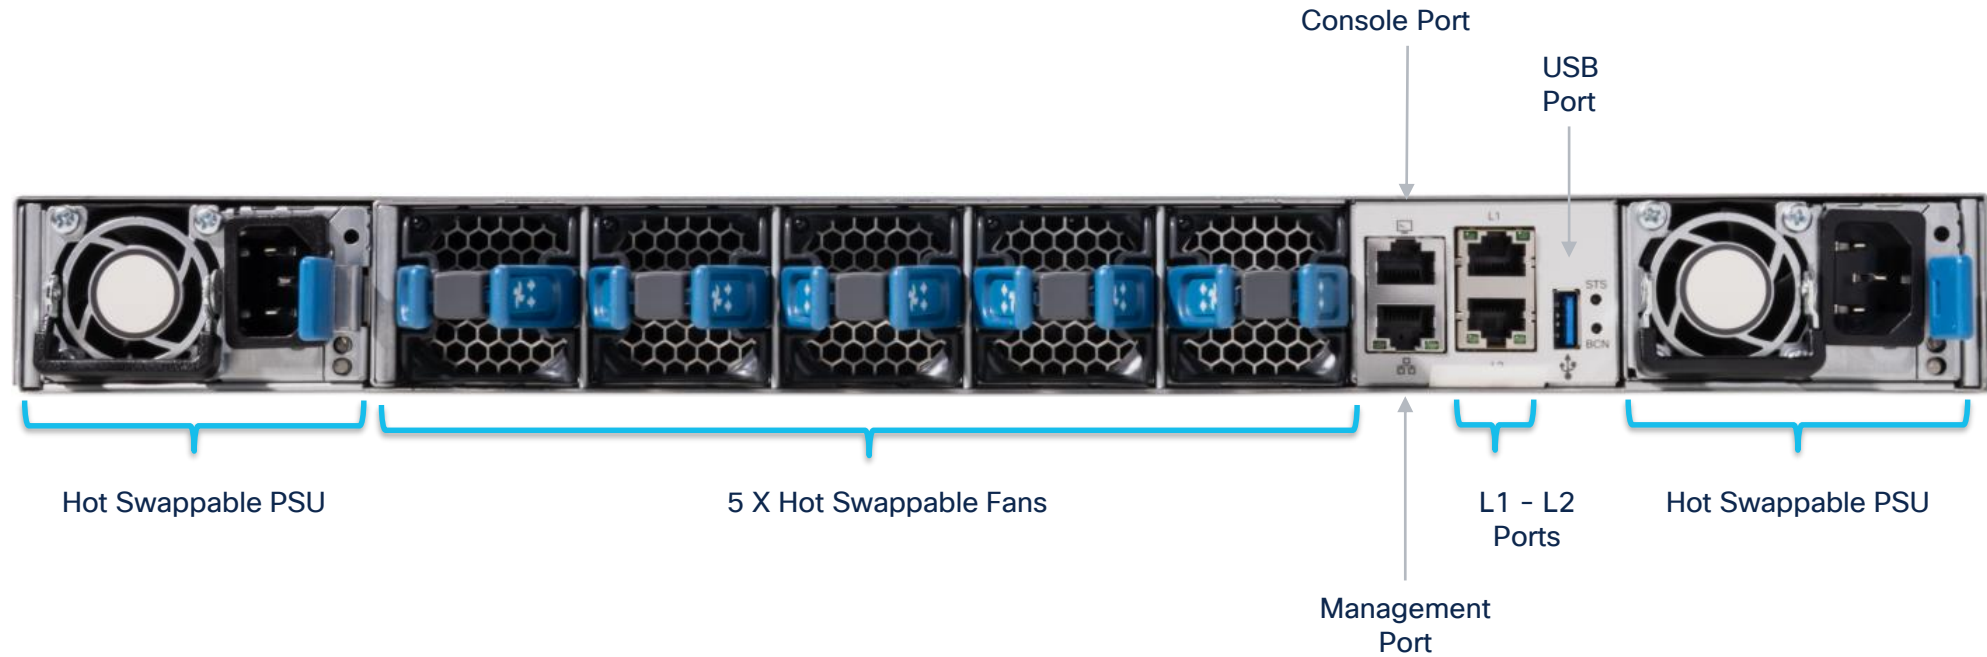 Console Port
USB
Port
L1
STS
BCN
Hot Swappable PSU
5 X Hot Swappable Fans
L1 - L2
Ports
Hot Swappable PSU
Management
Port